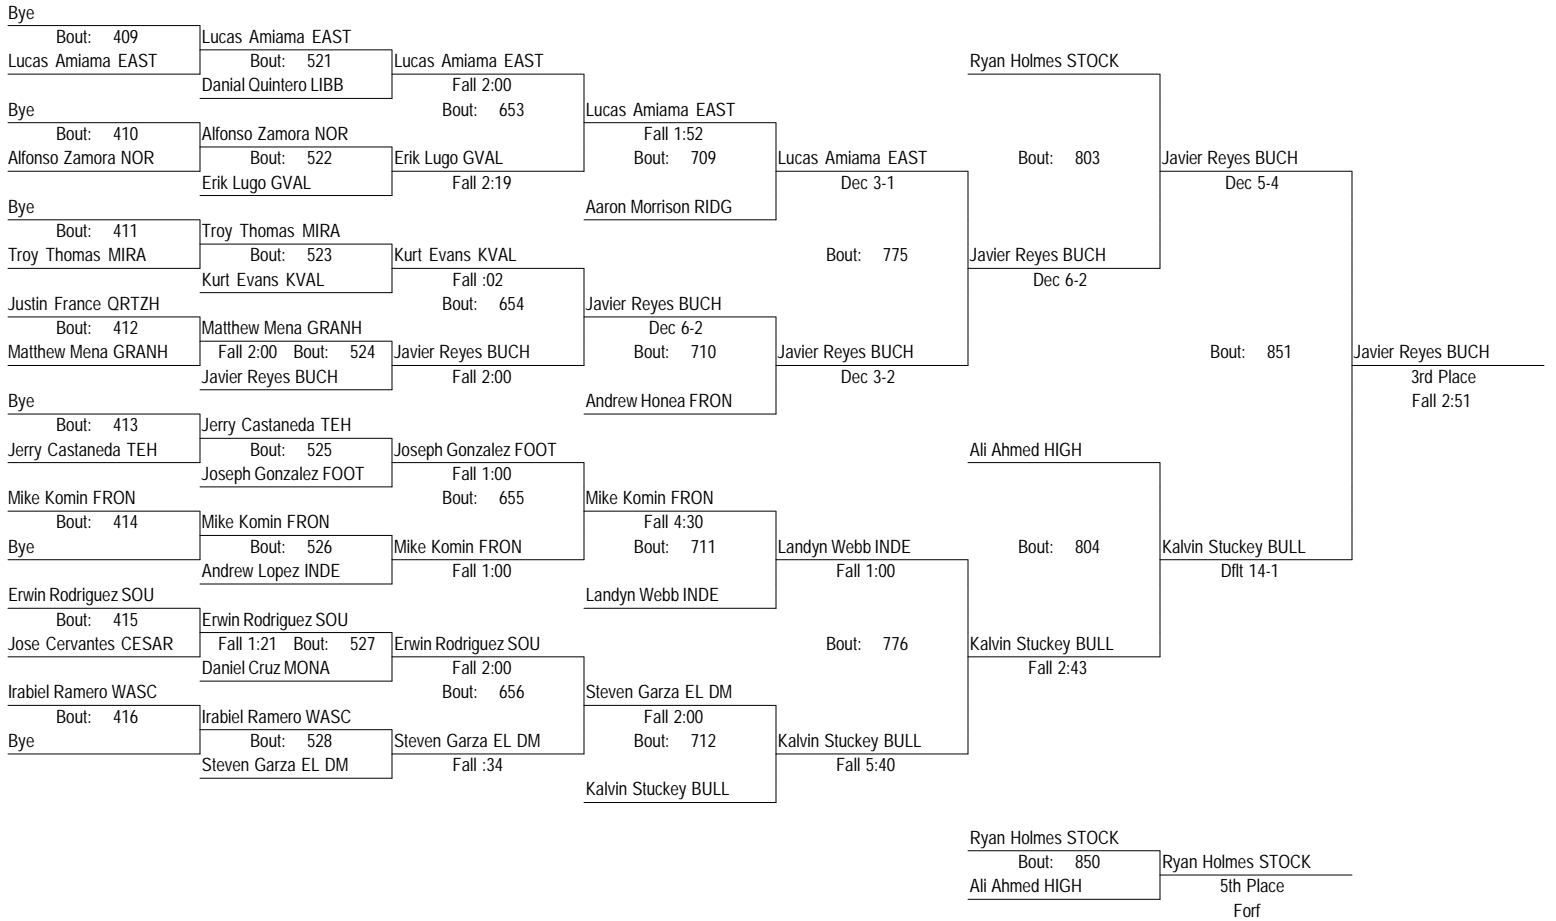 Bye
Bout: 409
Lucas Amiama EAST
Bye
Bout: 410
Alfonso Zamora NOR
Bye
Bout: 411
Troy Thomas MIRA
Justin France QRTZH
Bout: 412
Matthew Mena GRANH
Bye
Bout: 413
Jerry Castaneda TEH
Mike Komin FRON
Bout: 414
Bye
Erwin Rodriguez SOU
Bout: 415
Jose Cervantes CESAR
Irabiel Ramero WASC
Bout: 416
Bye
Lucas Amiama EAST
Bout: 521
Danial Quintero LIBB
Alfonso Zamora NOR
Bout: 522
Erik Lugo GVAL
Troy Thomas MIRA
Bout: 523
Kurt Evans KVAL
Matthew Mena GRANH
Fall 2:00 Bout: 524
Javier Reyes BUCH
Jerry Castaneda TEH
Bout: 525
Joseph Gonzalez FOOT
Mike Komin FRON
Bout: 526
Andrew Lopez INDE
Erwin Rodriguez SOU
Fall 1:21 Bout: 527
Daniel Cruz MONA
Irabiel Ramero WASC
Bout: 528
Steven Garza EL DM
Lucas Amiama EAST
Fall 2:00
Bout: 653
Erik Lugo GVAL
Fall 2:19
Kurt Evans KVAL
Fall :02
Bout: 654
Javier Reyes BUCH
Fall 2:00
Joseph Gonzalez FOOT
Fall 1:00
Bout: 655
Mike Komin FRON
Fall 1:00
Erwin Rodriguez SOU
Fall 2:00
Bout: 656
Steven Garza EL DM
Fall :34
Lucas Amiama EAST
Fall 1:52
Bout: 709
Aaron Morrison RIDG
Javier Reyes BUCH
Dec 6-2
Bout: 710
Andrew Honea FRON
Mike Komin FRON
Fall 4:30
Bout: 711
Landyn Webb INDE
Steven Garza EL DM
Fall 2:00
Bout: 712
Kalvin Stuckey BULL
Lucas Amiama EAST
Dec 3-1
Bout: 775
Javier Reyes BUCH
Dec 3-2
Landyn Webb INDE
Fall 1:00
Bout: 776
Kalvin Stuckey BULL
Fall 5:40
Ryan Holmes STOCK
Bout: 803
Javier Reyes BUCH
Dec 6-2
Ali Ahmed HIGH
Bout: 804
Kalvin Stuckey BULL
Fall 2:43
Javier Reyes BUCH
Dec 5-4
Bout: 851
Kalvin Stuckey BULL
Dflt 14-1
Javier Reyes BUCH
3rd Place
Fall 2:51
Ryan Holmes STOCK
Bout: 850
Ali Ahmed HIGH
Ryan Holmes STOCK
5th Place
Forf